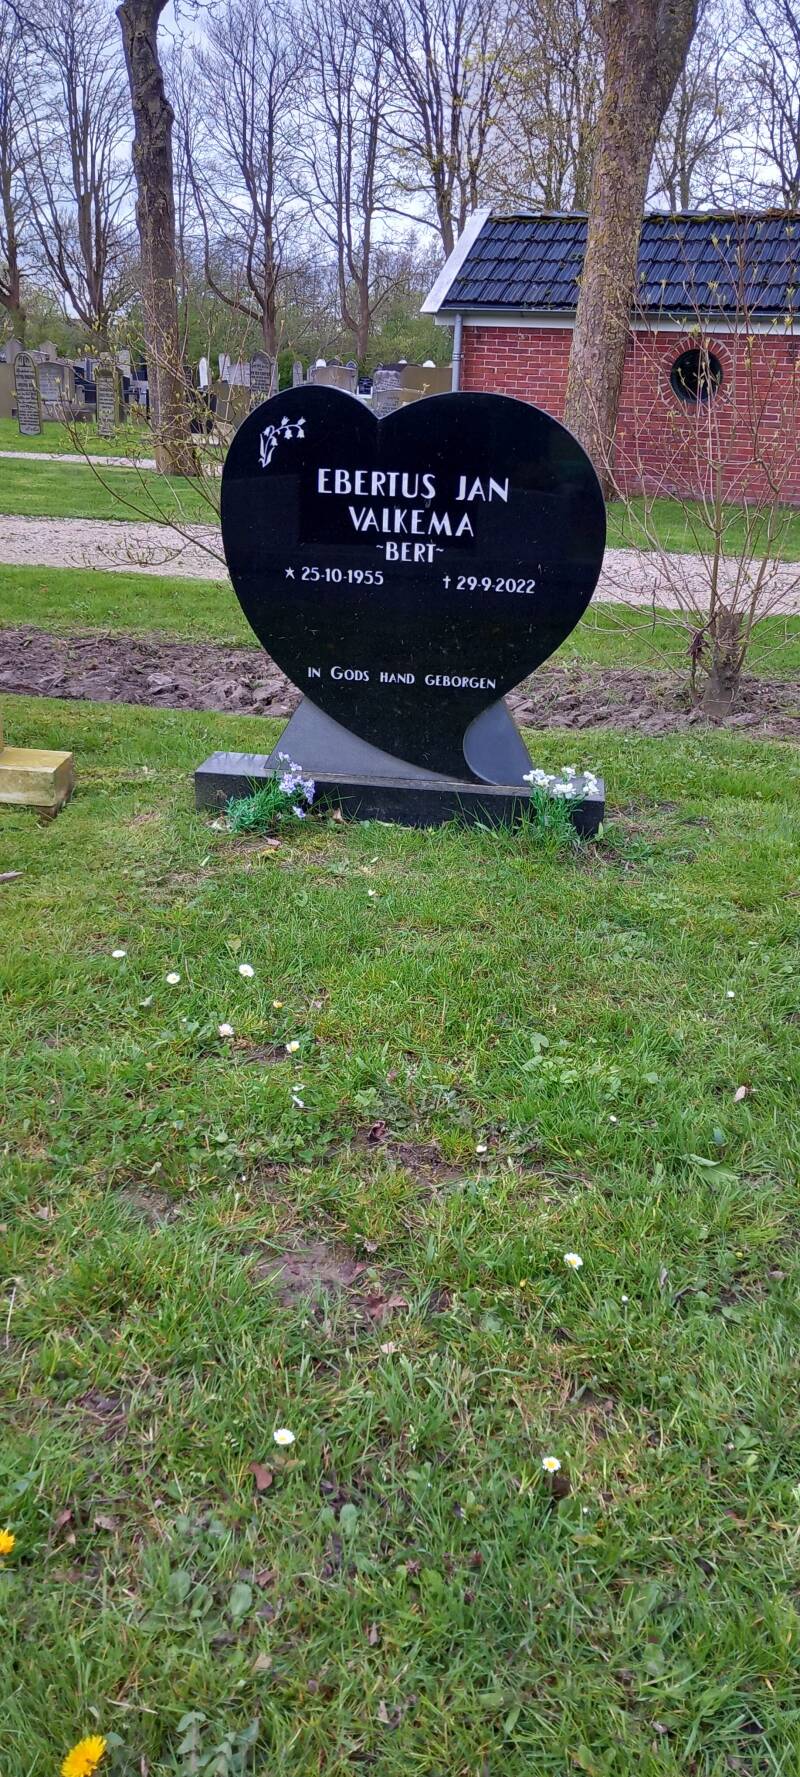 EBERTUS JAN
VALKEMA
~BERT~
★ 25-10-1955 † 29-9-2022
IN GODS HAND GEBORGEN